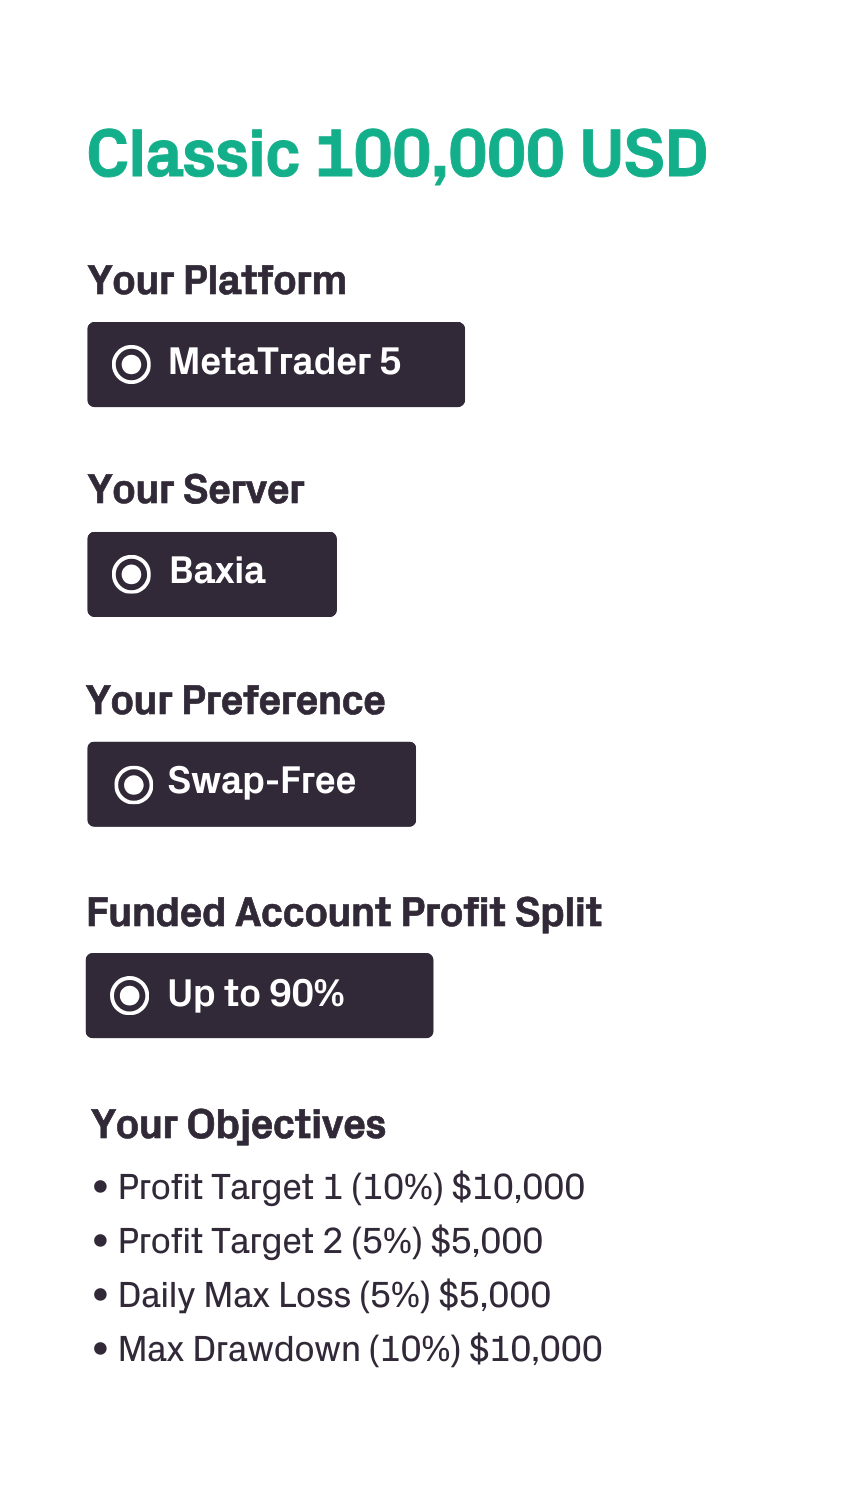 Classic 100,000 USD
Your Platform
MetaTrader 5
Your Server
Baxia
Your Preference
Swap-Free
Funded Account Profit Split
Up to 90%
Your Objectives
• Profit Target 1 (10%) $10,000
• Profit Target 2 (5%) $5,000
• Daily Max Loss (5%) $5,000
• Max Drawdown (10%) $10,000